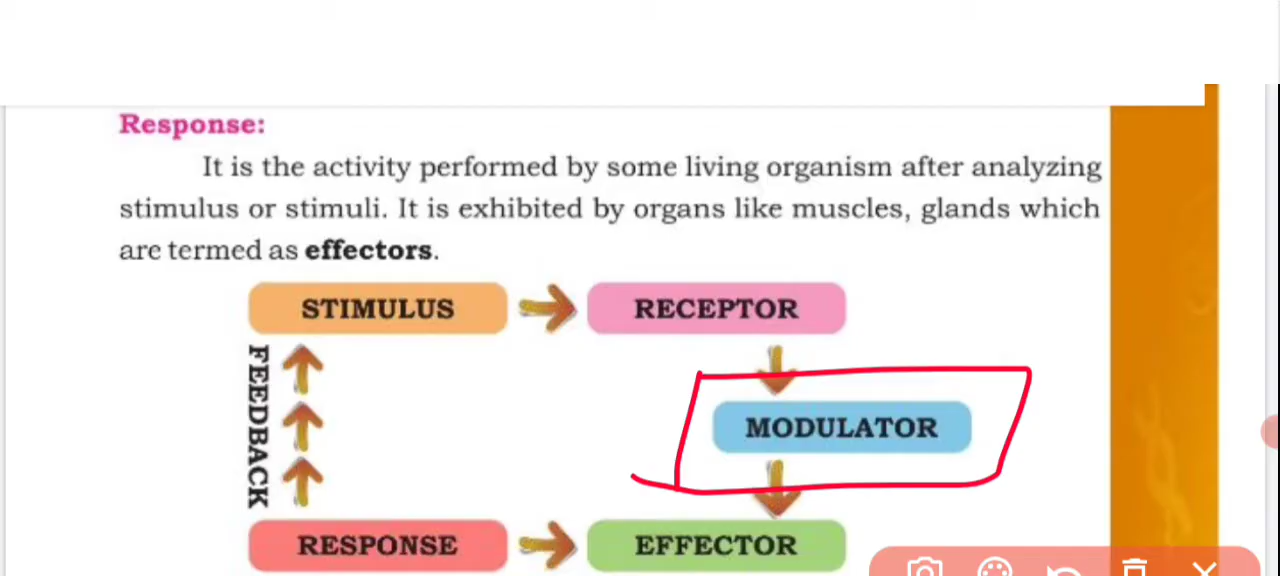 Response:
It is the activity performed by some living organism after analyzing
stimulus or stimuli. It is exhibited by organs like muscles, glands which
are termed as effectors.
STIMULUS
RECEPTOR
FEEDBACK
MODULATOR
RESPONSE
EFFECTOR